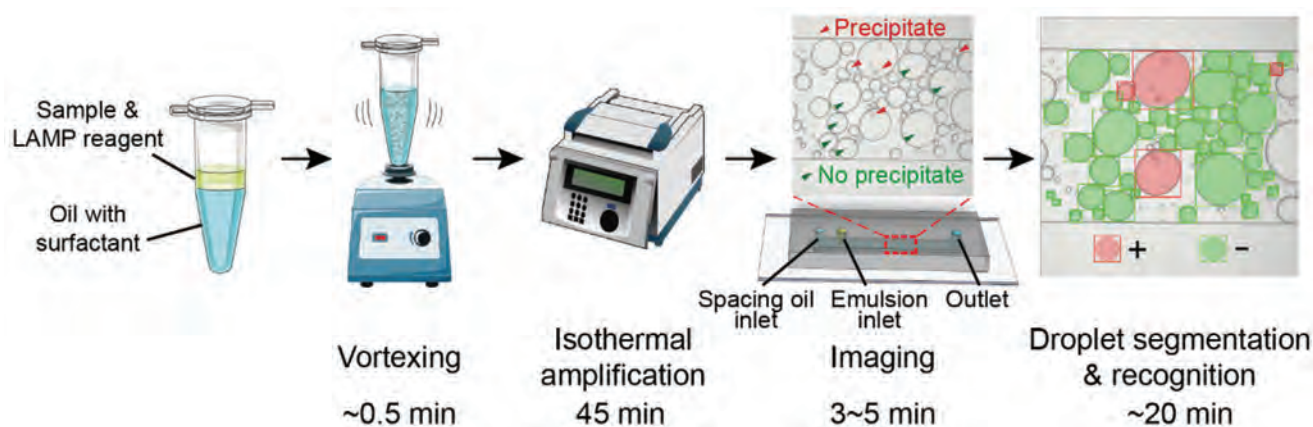 Sample &
LAMP reagent
Oil with
surfactant
Vortexing
~0.5 min
Isothermal
amplification
45 min
Precipitate
No precipitate
Spacing oil
inlet
Emulsion
inlet
Outlet
Imaging
3~5 min
+
-
Droplet segmentation
& recognition
~20 min